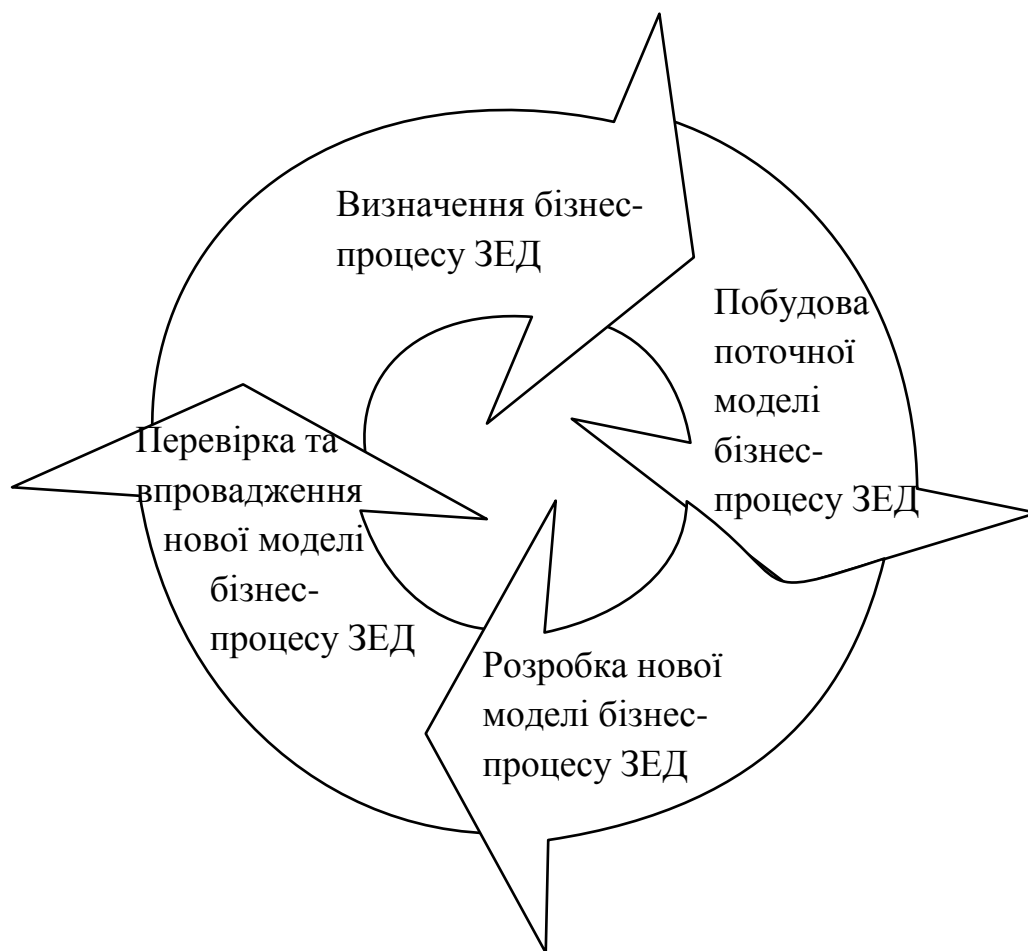 Визначення бізнес-
процесу ЗЕД
Побудова
поточної
моделі
бізнес-
процесу ЗЕД
Розробка нової
моделі бізнес-
процесу ЗЕД
Перевірка та
впровадження
нової моделі
бізнес-
процесу ЗЕД